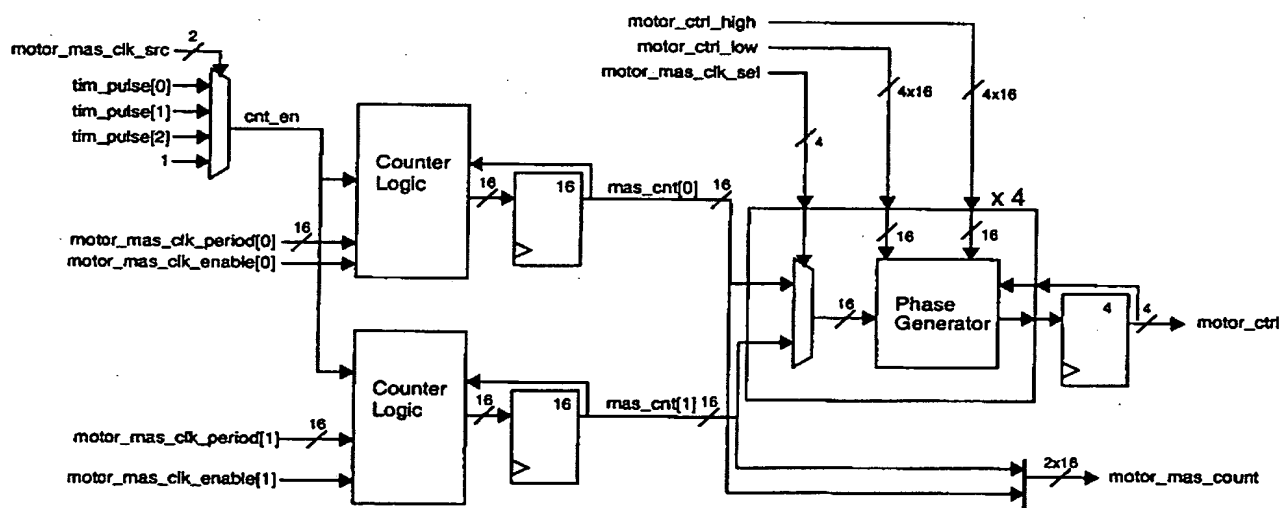 motor_ctrl_high
motor_ctrl_low
motor_mas_clk_sel
motor_mas_clk_src
2
tim_pulse[0]
tim_pulse[1]
tim_pulse[2]
1
cnt_en
4x16
4x16
4
Counter
Logic
16
16
mas_cnt[0]
16
x 4
16
16
motor_mas_clk_period[0]
16
motor_mas_clk_enable[0]
16
Phase
Generator
4
4
motor_ctrl
Counter
Logic
16
16
mas_cnt[1]
16
motor_mas_clk_period[1]
16
motor_mas_clk_enable[1]
2x16
motor_mas_count